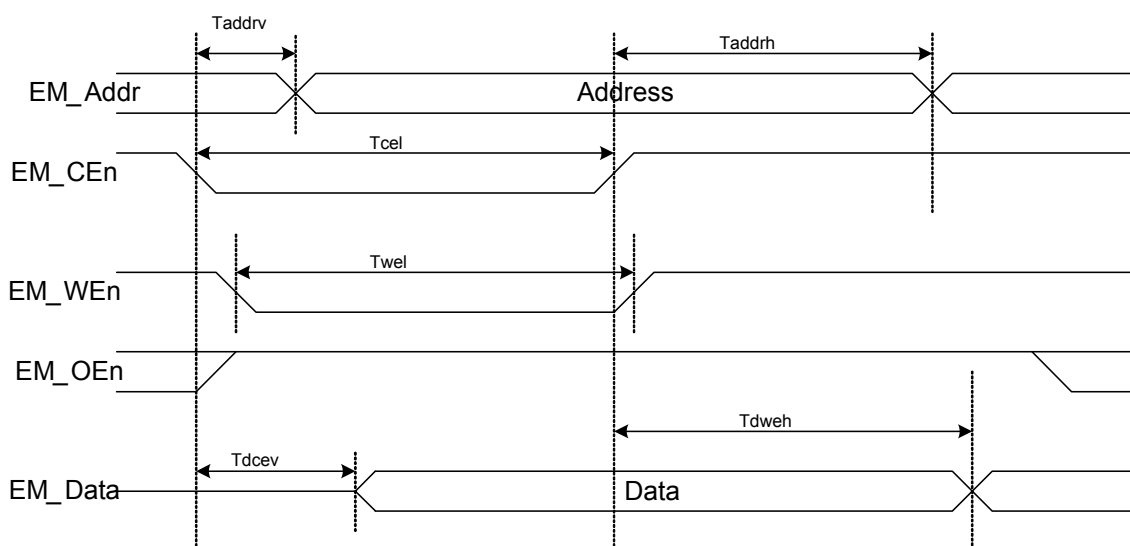 Taddrv
Taddrh
EM_Addr
Address
Tcel
EM_CEn
Twel
EM_WEn
EM_OEn
Tdweh
Tdcev
EM_Data
Data